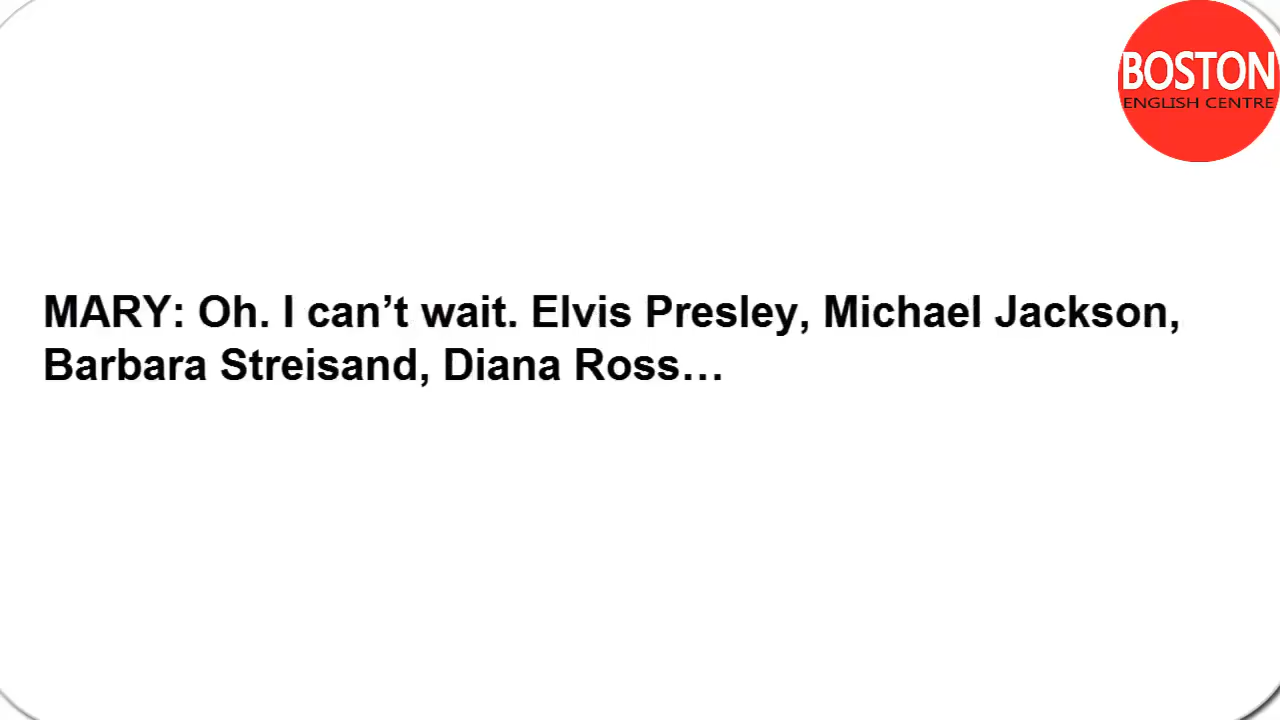 BOSTON
ENGLISH CENTRE
MARY: Oh. I can’t wait. Elvis Presley, Michael Jackson,
Barbara Streisand, Diana Ross…